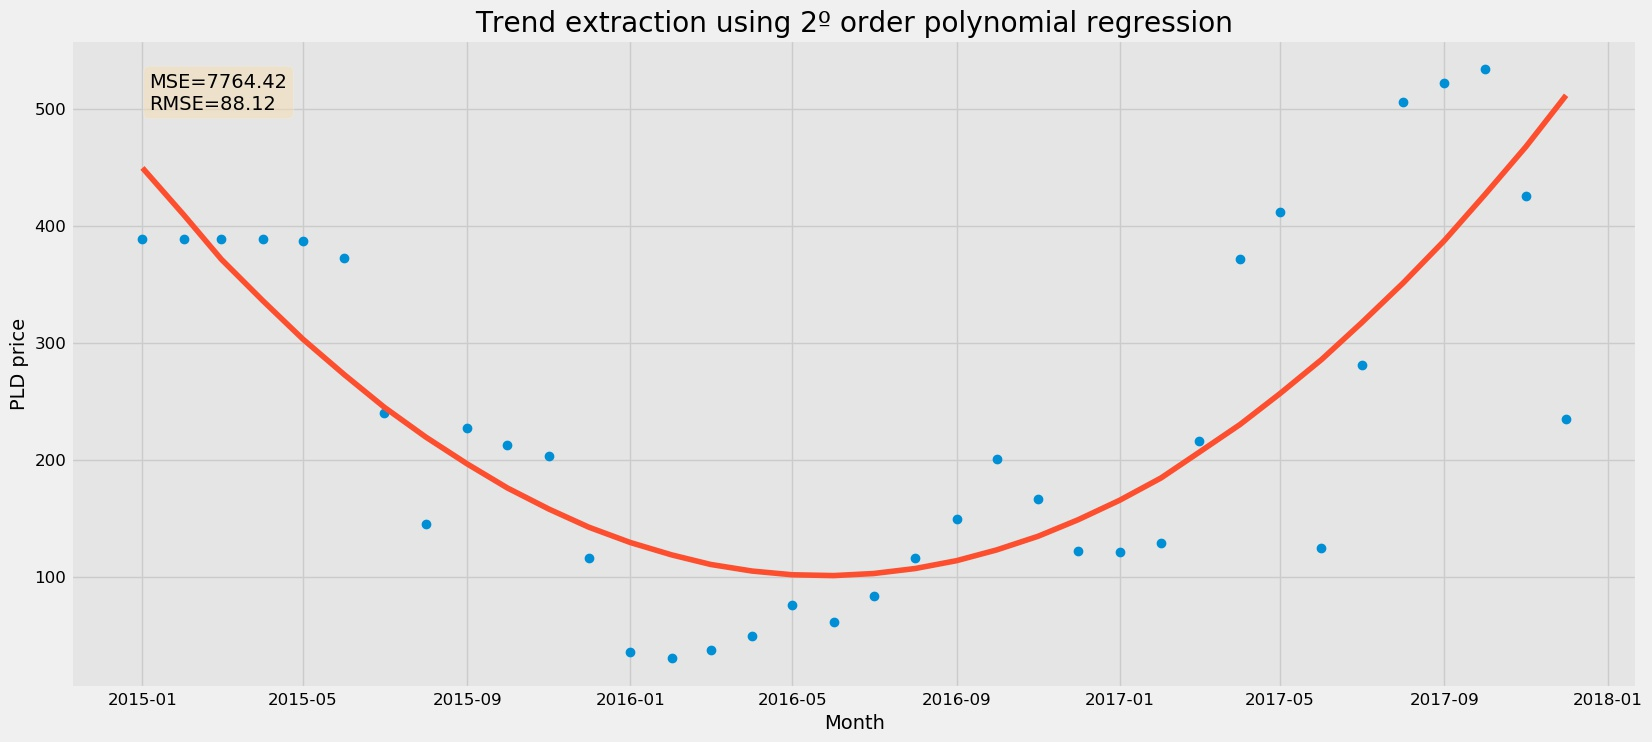 Trend extraction using 2º order polynomial regression
MSE=7764.42
RMSE=88.12
500
400
300
200
100
PLD price
2015-01 2015-05 2015-09 2016-01 2016-05 2016-09 2017-01 2017-05 2017-09 2018-01
Month